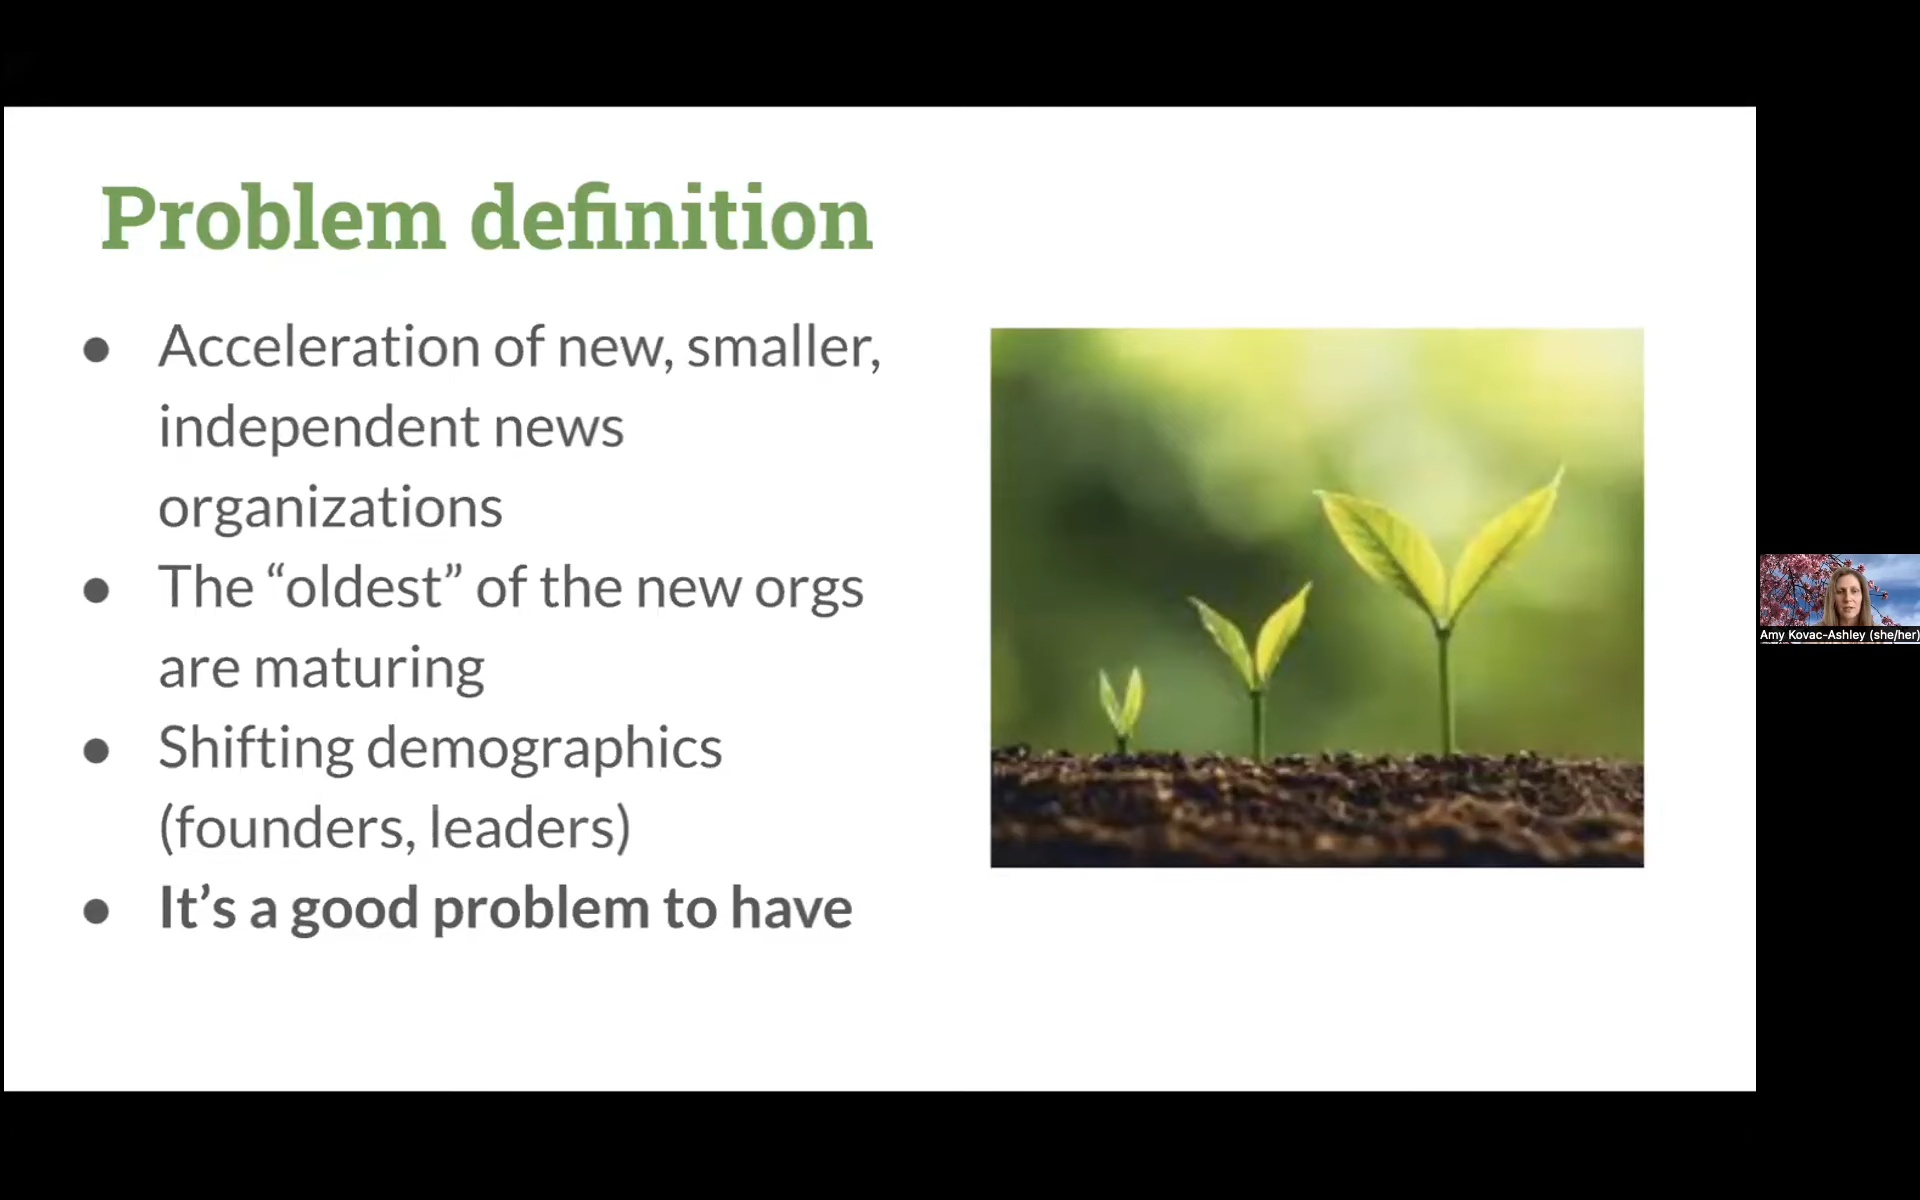 Problem definition
● Acceleration of new, smaller,
independent news
organizations
● The “oldest” of the new orgs
are maturing
● Shifting demographics
(founders, leaders)
● It’s a good problem to have
Amy Kovac-Ashley (she/her)